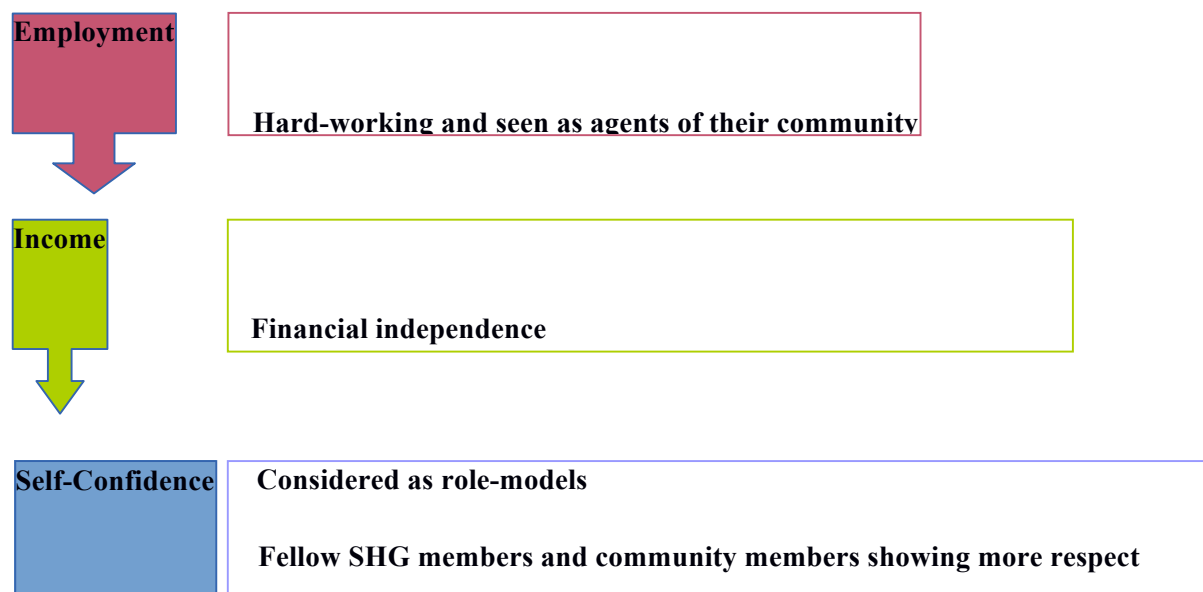 Employment
Hard-working and seen as agents of their community
Income
Financial independence
Self-Confidence
Considered as role-models
Fellow SHG members and community members showing more respect